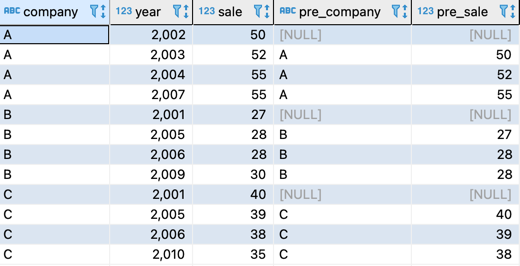 ABC company 123 year 123 sale ABC pre_company 123 pre_sale
A 2,002 50 [NULL] [NULL]
A 2,003 52 A 50
A 2,004 55 A 52
A 2,007 55 A 55
B 2,001 27 [NULL] [NULL]
B 2,005 28 B 27
B 2,006 28 B 28
B 2,009 30 B 28
C 2,001 40 [NULL] [NULL]
C 2,005 39 C 40
C 2,006 38 C 39
C 2,010 35 C 38